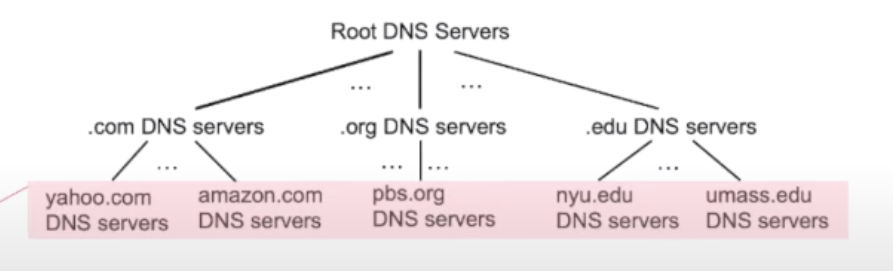 Root DNS Servers
... ...
.com DNS servers .org DNS servers .edu DNS servers
... ... ... ...
yahoo.com amazon.com pbs.org nyu.edu umass.edu
DNS servers DNS servers DNS servers DNS servers DNS servers